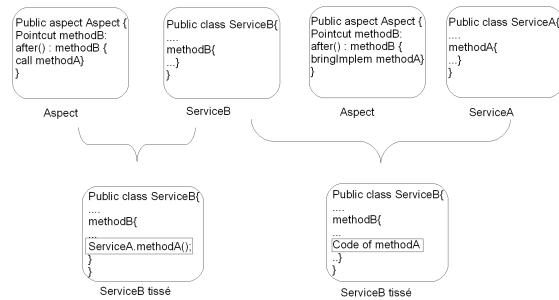 Public aspect Aspect {
Pointcut methodB:
after() : methodB {
call methodA}
}
Aspect
Public class ServiceB{
....
methodB{
...}
}
ServiceB
Public aspect Aspect {
Pointcut methodB:
after() : methodB {
bringImplem methodA}
}
Aspect
Public class ServiceA{
....
methodA{
...}
}
ServiceA
Public class ServiceB{
....
methodB{
...
ServiceA.methodA();
}
}
ServiceB tissé
Public class ServiceB{
....
methodB{
...
Code of methodA
..}
}
ServiceB tissé